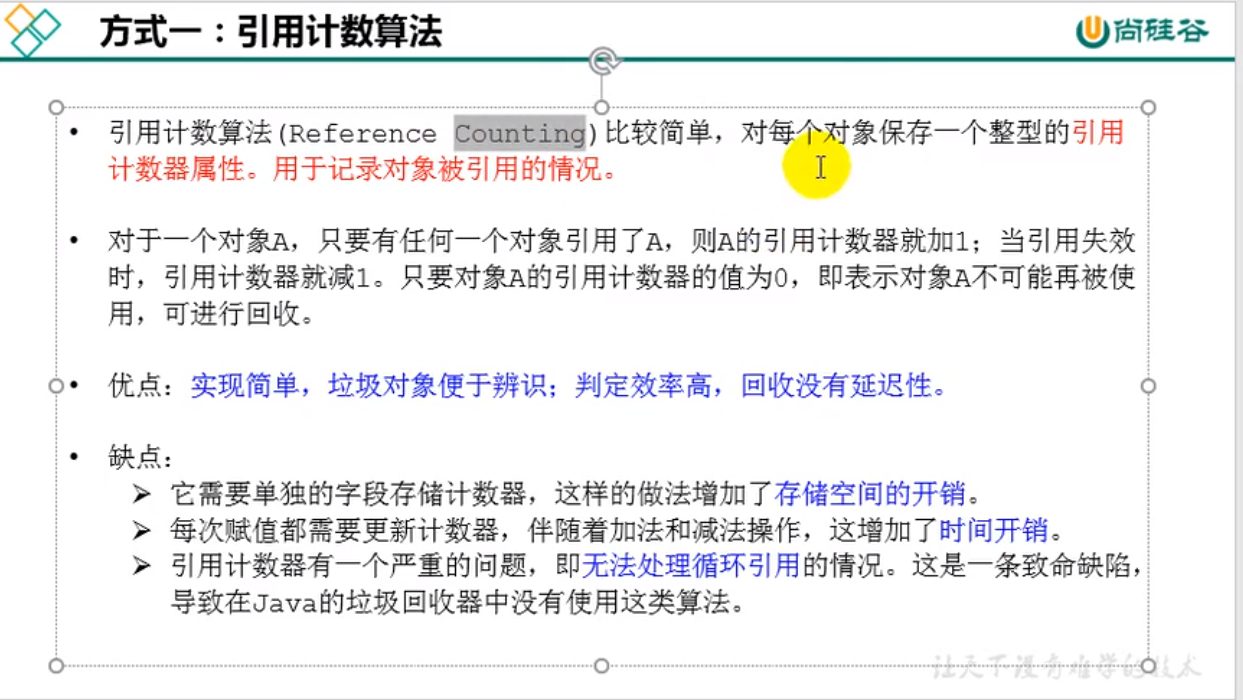 方式一：引用计数算法
尚硅谷
• 引用计数算法(Reference Counting)比较简单，对每个对象保存一个整型的引用
计数器属性。用于记录对象被引用的情况。
• 对于一个对象A，只要有任何一个对象引用了A，则A的引用计数器就加1；当引用失效
时，引用计数器就减1。只要对象A的引用计数器的值为0，即表示对象A不可能再被使
用，可进行回收。
• 优点：实现简单，垃圾对象便于辨识；判定效率高，回收没有延迟性。
• 缺点：
➢ 它需要单独的字段存储计数器，这样的做法增加了存储空间的开销。
➢ 每次赋值都需要更新计数器，伴随着加法和减法操作，这增加了时间开销。
➢ 引用计数器有一个严重的问题，即无法处理循环引用的情况。这是一条致命缺陷，
导致在Java的垃圾回收器中没有使用这类算法。
让天下没有难学的技术